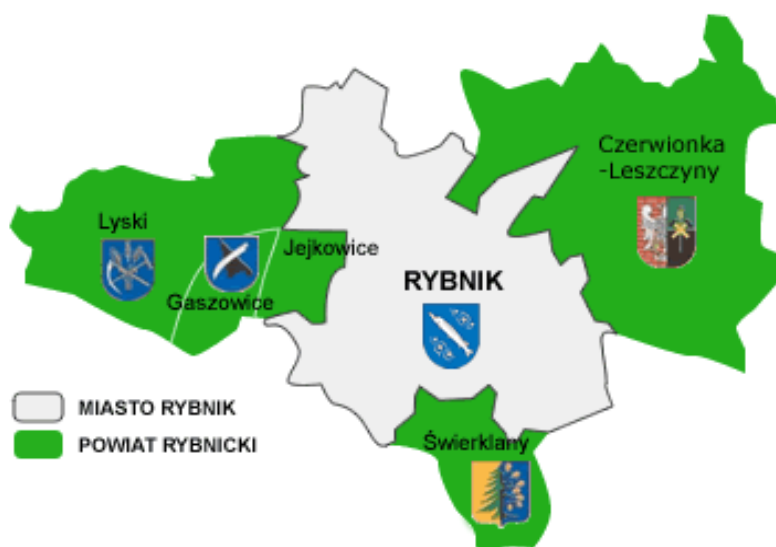 Czerwionka
-Leszczyny
Lyski
Jejkowice
Gaszowice
RYBNIK
MIASTO RYBNIK
POWIAT RYBNICKI
Świerklany